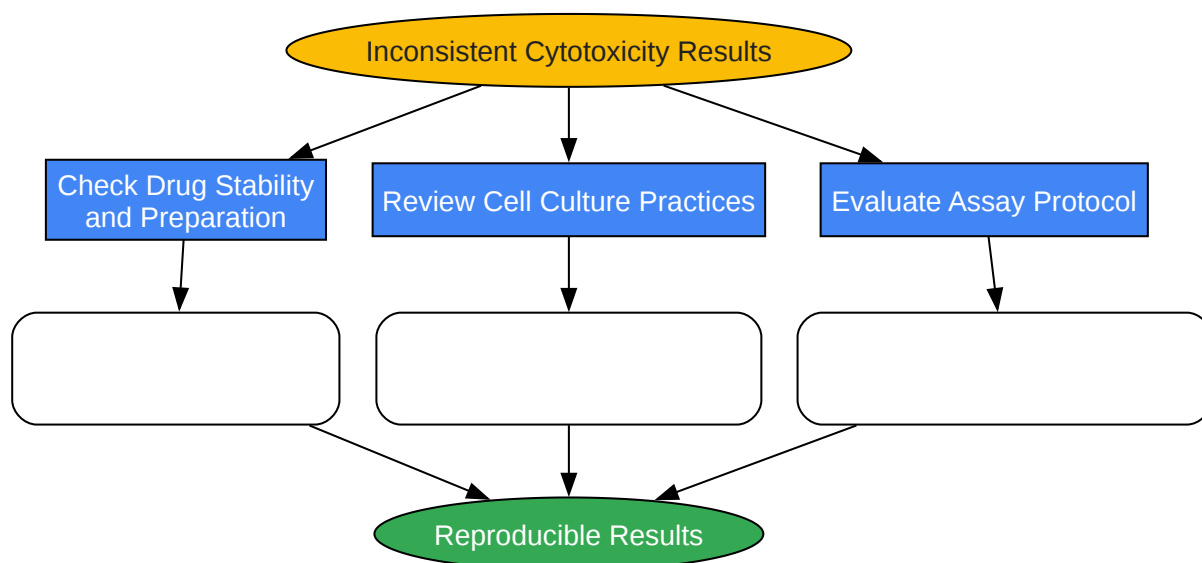 Inconsistent Cytotoxicity Results
Check Drug Stability
and Preparation
Review Cell Culture Practices
Evaluate Assay Protocol
Reproducible Results